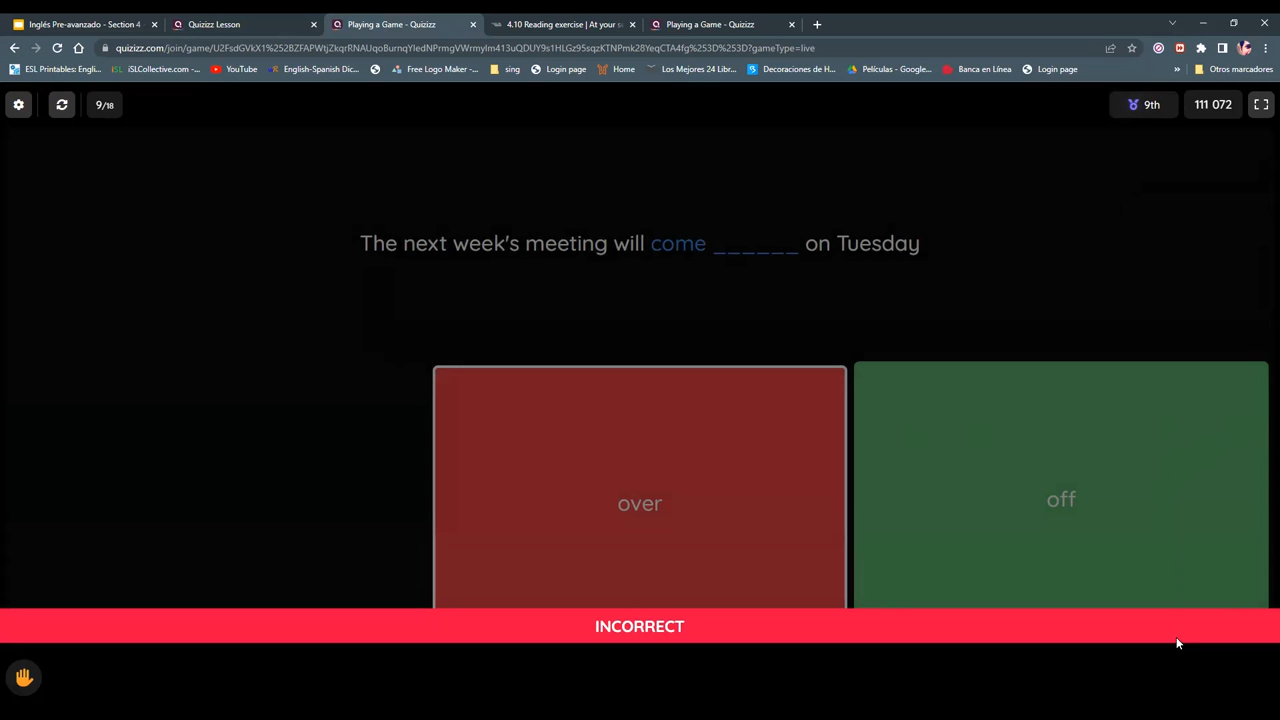 Inglés Pre-avanzado - Section 4
Quizizz Lesson
Playing a Game - Quizizz
4.10 Reading exercise | At your s
Playing a Game - Quizizz
quizizz.com/join/game/U2FsdGVkX1%252BZFAPWtjZkqrRNAUqoBurnqYledNPrmgVWrmylm413uQDUY9s1HLGz95sqzKTNPmk28YeqCTA4fg%253D%253D?gameType=live
ESL Printables: Engli...
iSLCollective.com -...
YouTube
English-Spanish Dic...
Free Logo Maker -...
sing
Login page
Home
Los Mejores 24 Libr...
Decoraciones de H...
Películas - Google...
Banca en Línea
Login page
»
Otros marcadores
9/18
9th
111 072
The next week's meeting will come ______ on Tuesday
over
off
INCORRECT